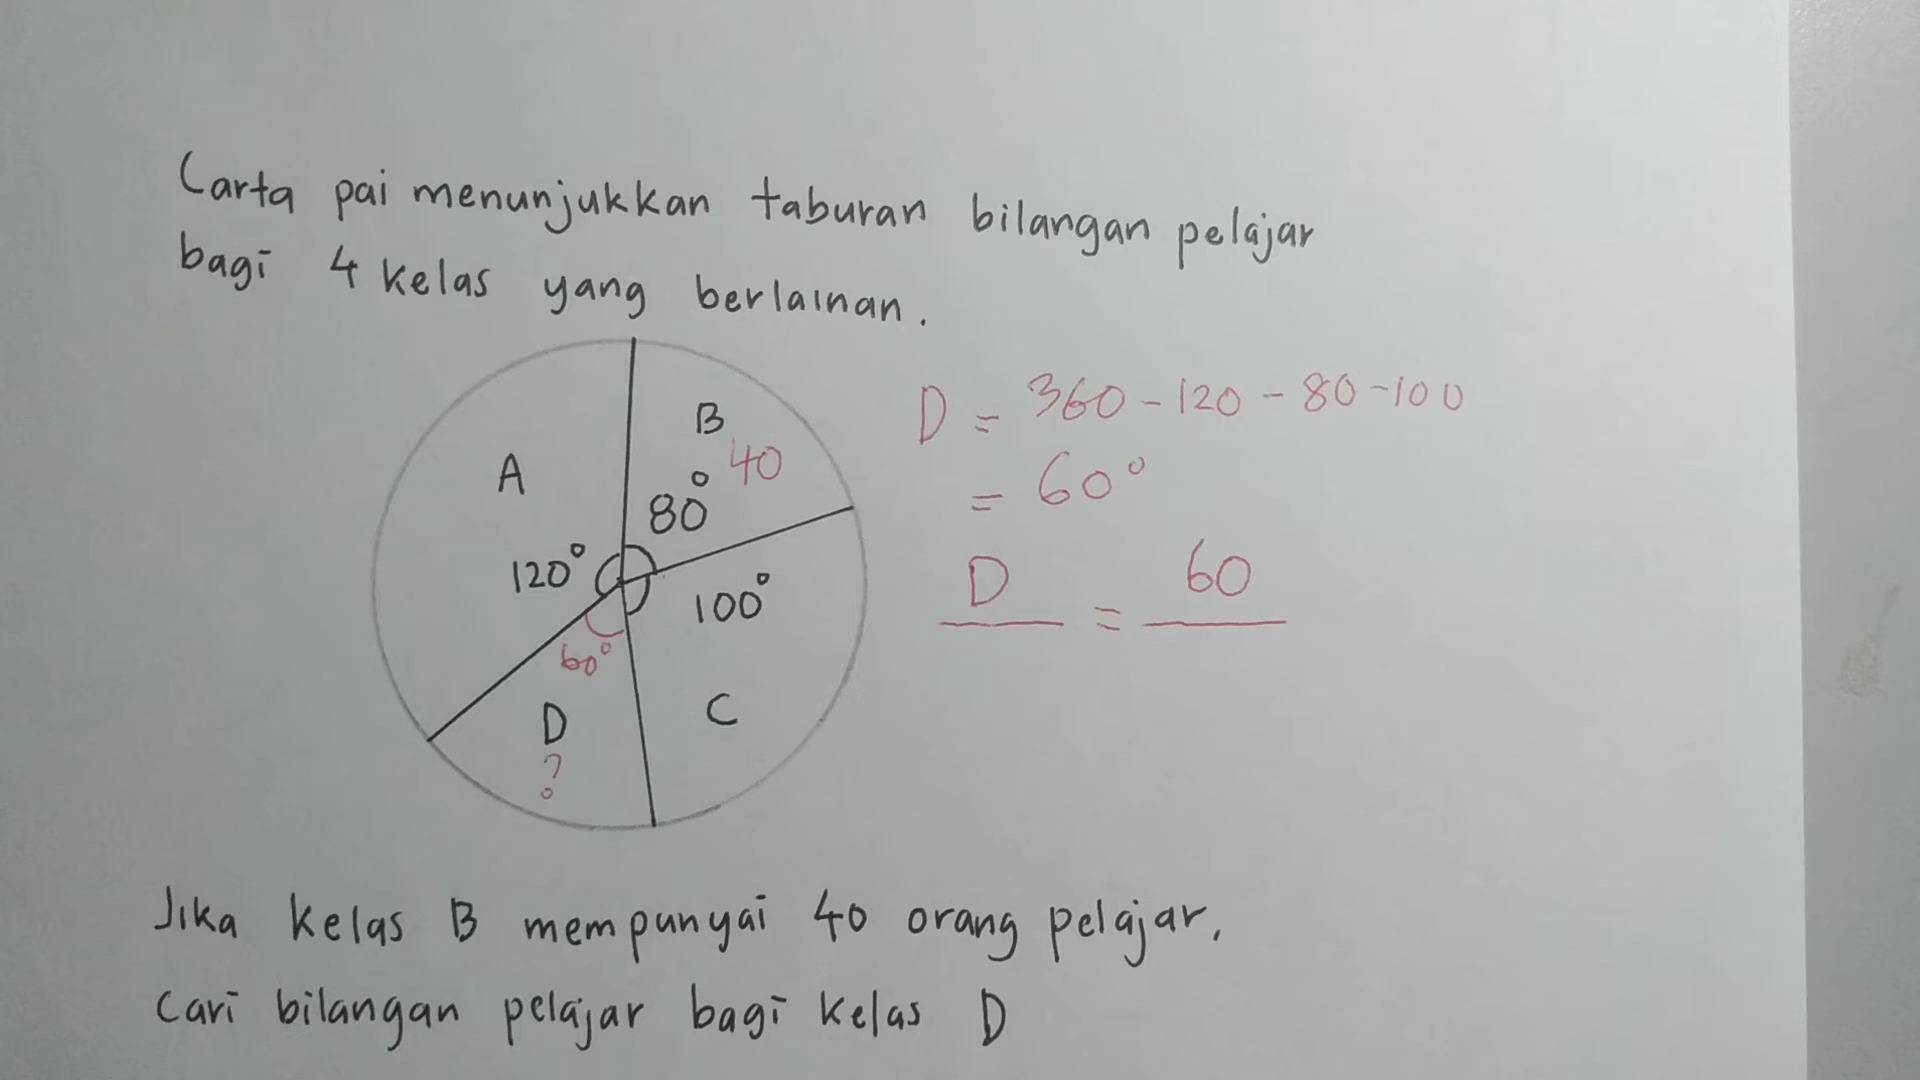 Carta pai menunjukkan taburan bilangan pelajar
bagi 4 kelas yang berlainan.
A
120°
B
40
80°
100°
C
60°
D
?
D = 360 - 120 - 80 - 100
= 60°
D = 60
Jika kelas B mempunyai 40 orang pelajar,
cari bilangan pelajar bagi kelas D